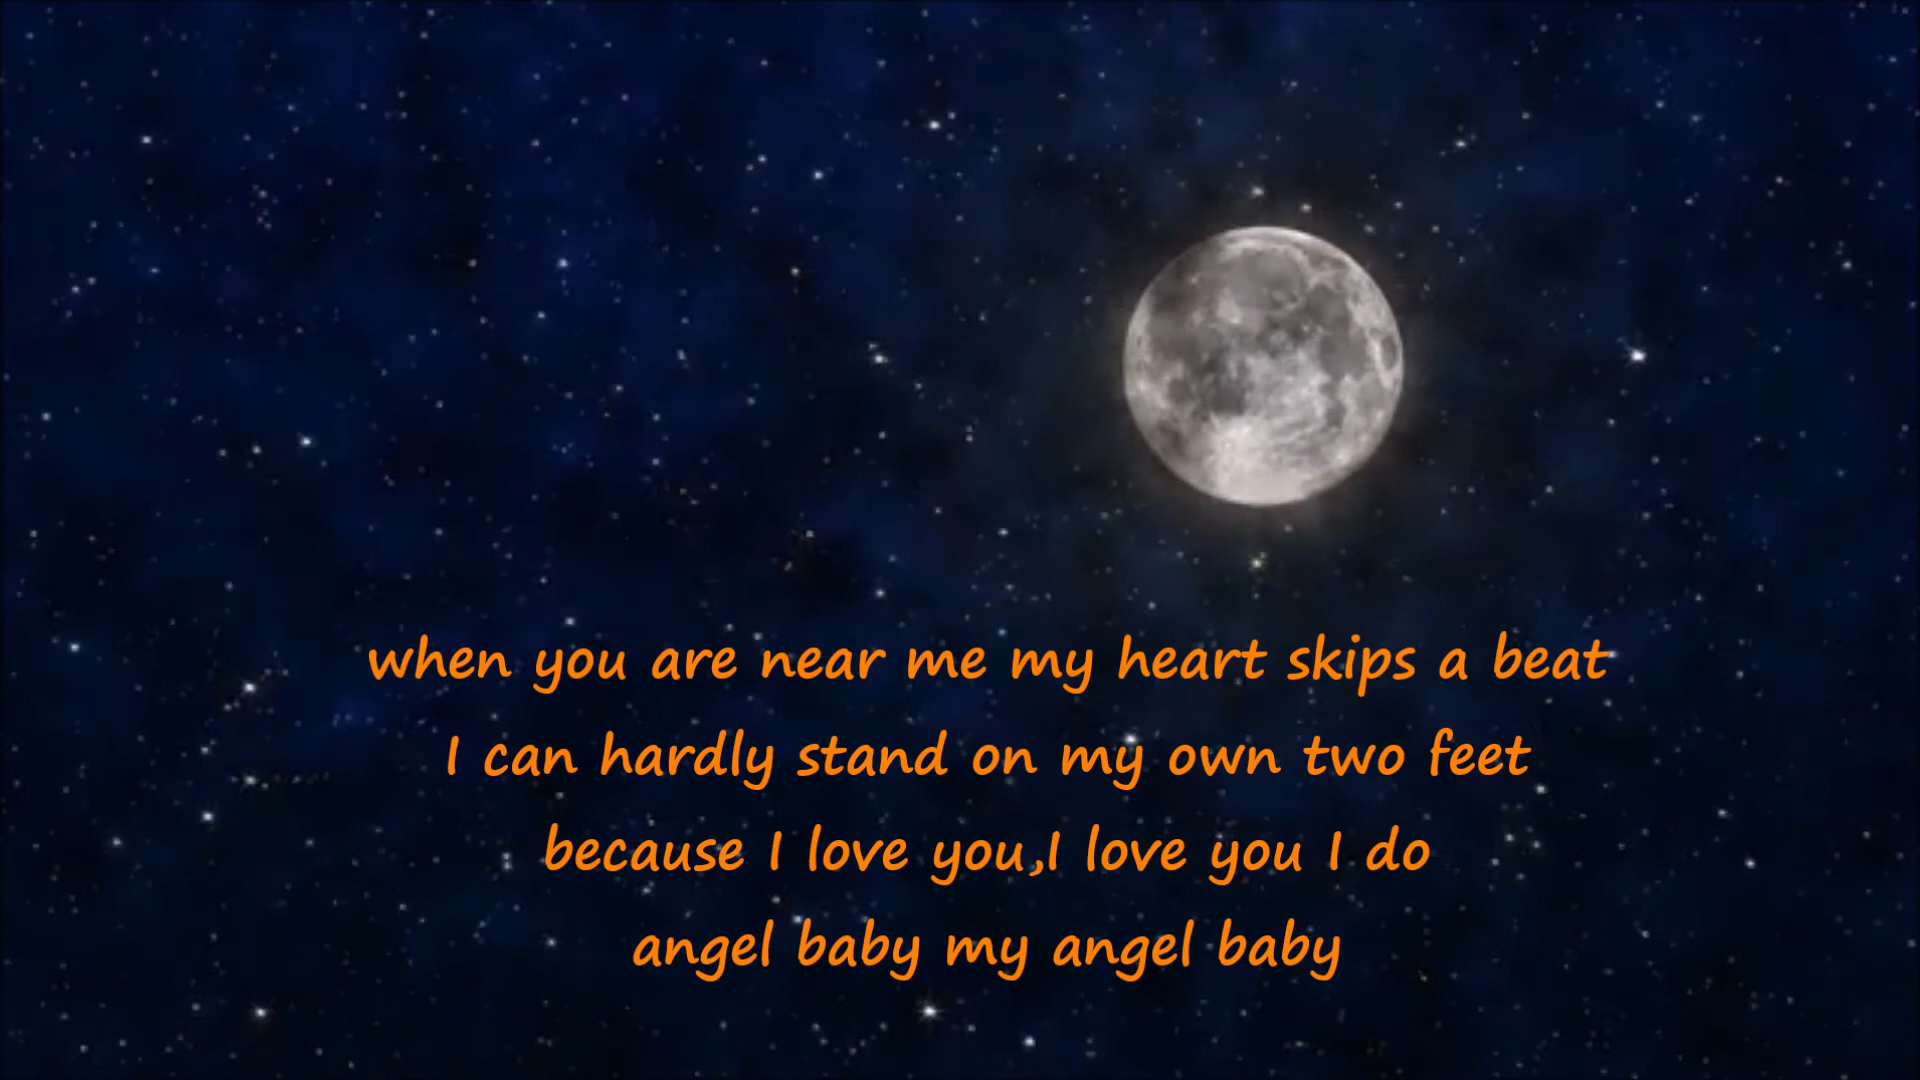 when you are near me my heart skips a beat
I can hardly stand on my own two feet
because I love you,I love you I do
angel baby my angel baby